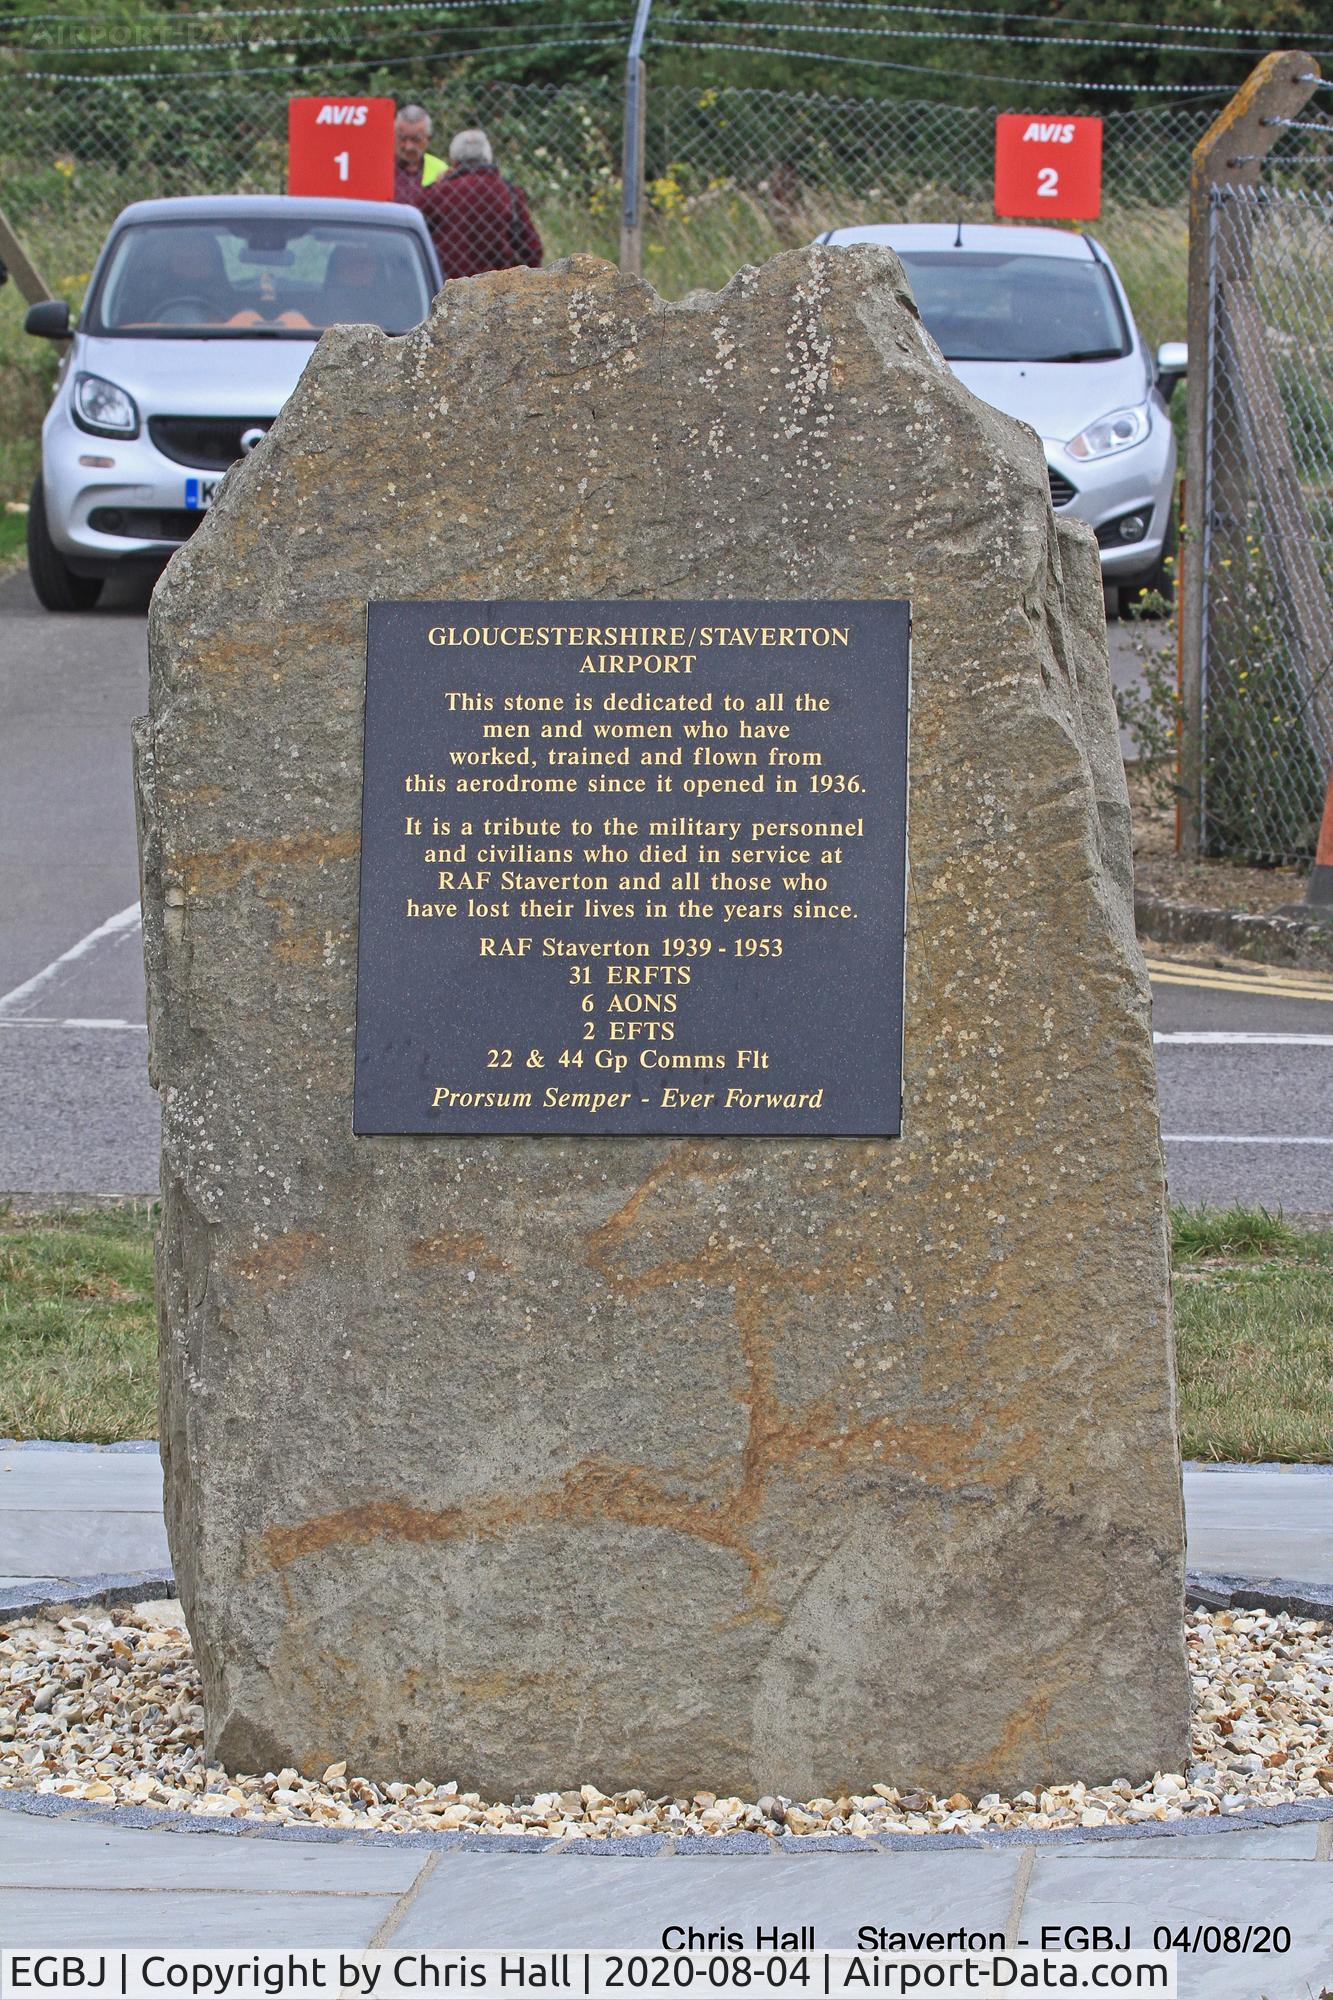 AIRPORT-DATA.COM
AVIS
1
AVIS
2
K
GLOUCESTERSHIRE/STAVERTON
AIRPORT
This stone is dedicated to all the
men and women who have
worked, trained and flown from
this aerodrome since it opened in 1936.
It is a tribute to the military personnel
and civilians who died in service at
RAF Staverton and all those who
have lost their lives in the years since.
RAF Staverton 1939 - 1953
31 ERFTS
6 AONS
2 EFTS
22 & 44 Gp Comms Flt
Prorsum Semper - Ever Forward
Chris Hall Staverton - EGBJ 04/08/20
EGBJ | Copyright by Chris Hall | 2020-08-04 | Airport-Data.com